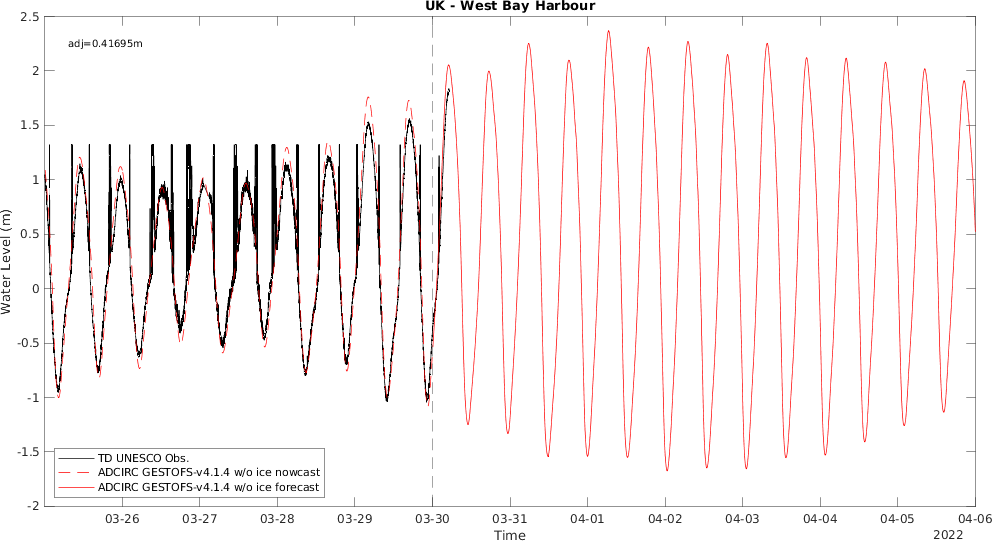 UK - West Bay Harbour
adj=0.41695m
Water Level (m)
2.5
2
1.5
1
0.5
0
-0.5
-1
-1.5
-2
TD UNESCO Obs.
ADCIRC GESTOFS-v4.1.4 w/o ice nowcast
ADCIRC GESTOFS-v4.1.4 w/o ice forecast
03-26 03-27 03-28 03-29 03-30 03-31 04-01 04-02 04-03 04-04 04-05 04-06
Time
2022